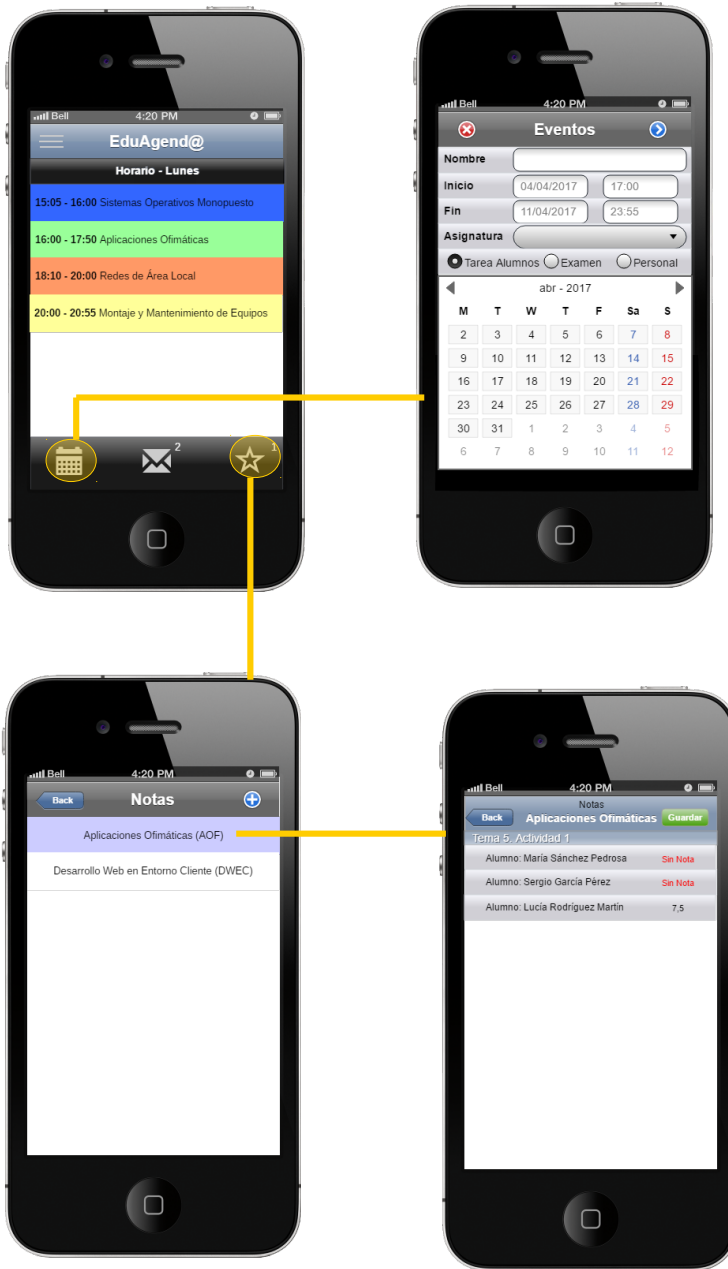 Bell 4:20 PM
EduAgend@
Horario - Lunes
15:05 - 16:00 Sistemas Operativos Monopuesto
16:00 - 17:50 Aplicaciones Ofimáticas
18:10 - 20:00 Redes de Área Local
20:00 - 20:55 Montaje y Mantenimiento de Equipos
2
1
Bell 4:20 PM
Eventos
Nombre
Inicio 04/04/2017 17:00
Fin 11/04/2017 23:55
Asignatura
Tarea Alumnos Examen Personal
abr - 2017
M T W T F Sa S
2 3 4 5 6 7 8
9 10 11 12 13 14 15
16 17 18 19 20 21 22
23 24 25 26 27 28 29
30 31 1 2 3 4 5
6 7 8 9 10 11 12
Bell 4:20 PM
Back Notas
Aplicaciones Ofimáticas (AOF)
Desarrollo Web en Entorno Cliente (DWEC)
Bell 4:20 PM
Notas
Back Aplicaciones Ofimáticas Guardar
Tema 5. Actividad 1
Alumno: María Sánchez Pedrosa Sin Nota
Alumno: Sergio García Pérez Sin Nota
Alumno: Lucía Rodríguez Martín 7,5